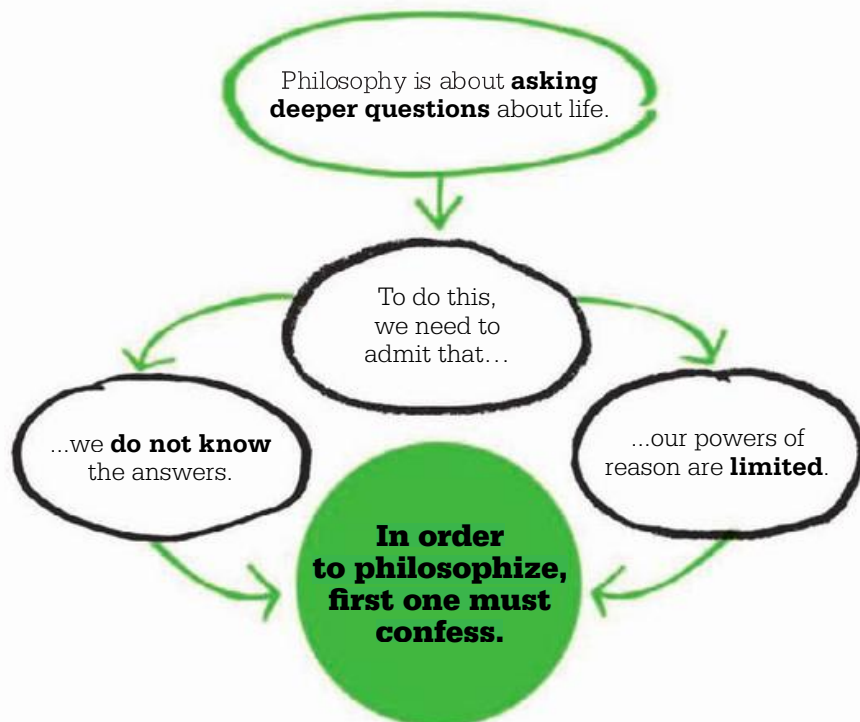 Philosophy is about asking
deeper questions about life.
To do this,
we need to
admit that…
...we do not know
the answers.
...our powers of
reason are limited.
In order
to philosophize,
first one must
confess.